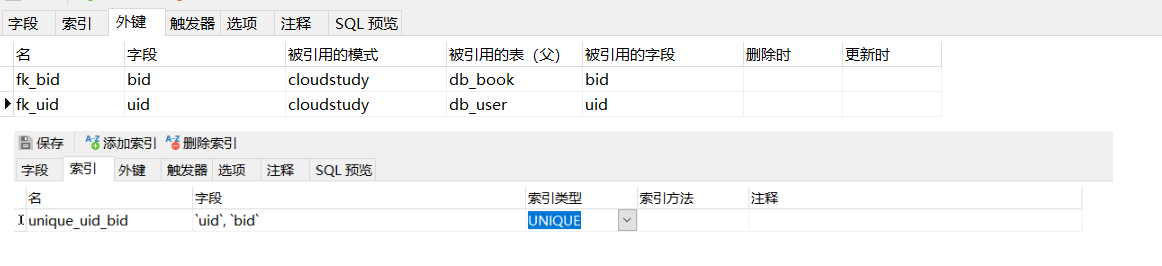 字段 索引 外键 触发器 选项 注释 SQL 预览
名 字段 被引用的模式 被引用的表（父） 被引用的字段 删除时 更新时
fk_bid bid cloudstudy db_book bid
fk_uid uid cloudstudy db_user uid
保存 添加索引 删除索引
字段 索引 外键 触发器 选项 注释 SQL 预览
名 字段 索引类型 索引方法 注释
unique_uid_bid `uid`, `bid` UNIQUE